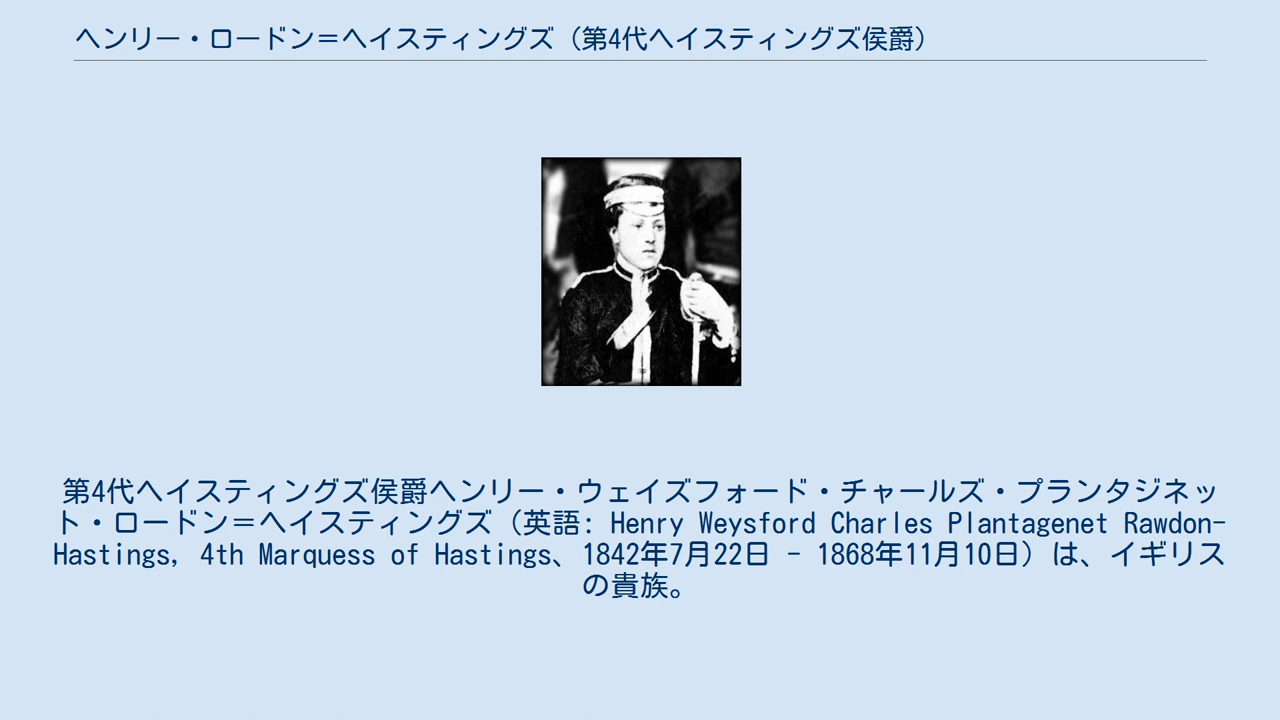 ヘンリー・ロードン＝ヘイスティングズ（第4代ヘイスティングズ侯爵）
第4代ヘイスティングズ侯爵ヘンリー・ウェイズフォード・チャールズ・プランタジネッ
ト・ロードン＝ヘイスティングズ（英語: Henry Weysford Charles Plantagenet Rawdon-
Hastings, 4th Marquess of Hastings、1842年7月22日 - 1868年11月10日）は、イギリス
の貴族。